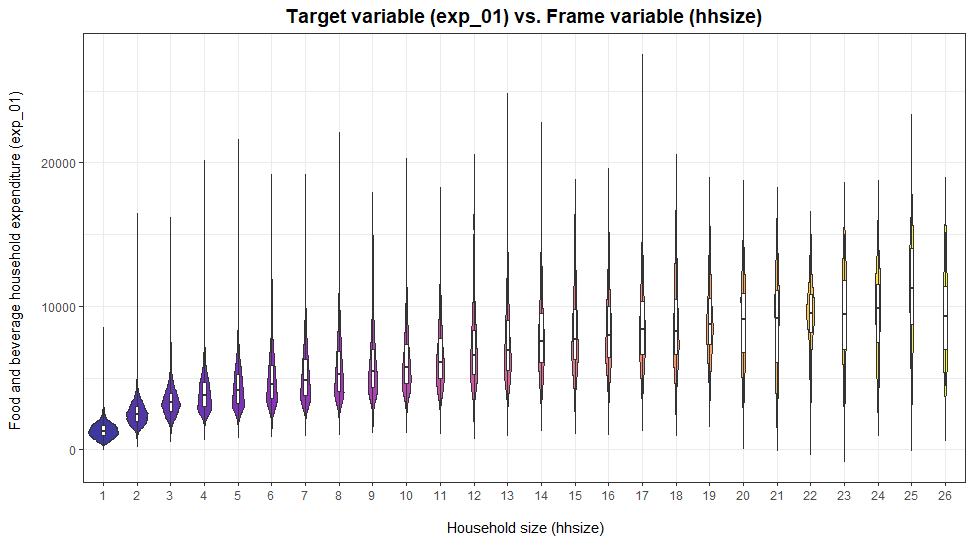 Target variable (exp_01) vs. Frame variable (hhsize)
Food and beverage household expenditure (exp_01)
20000
10000
0
1 2 3 4 5 6 7 8 9 10 11 12 13 14 15 16 17 18 19 20 21 22 23 24 25 26
Household size (hhsize)